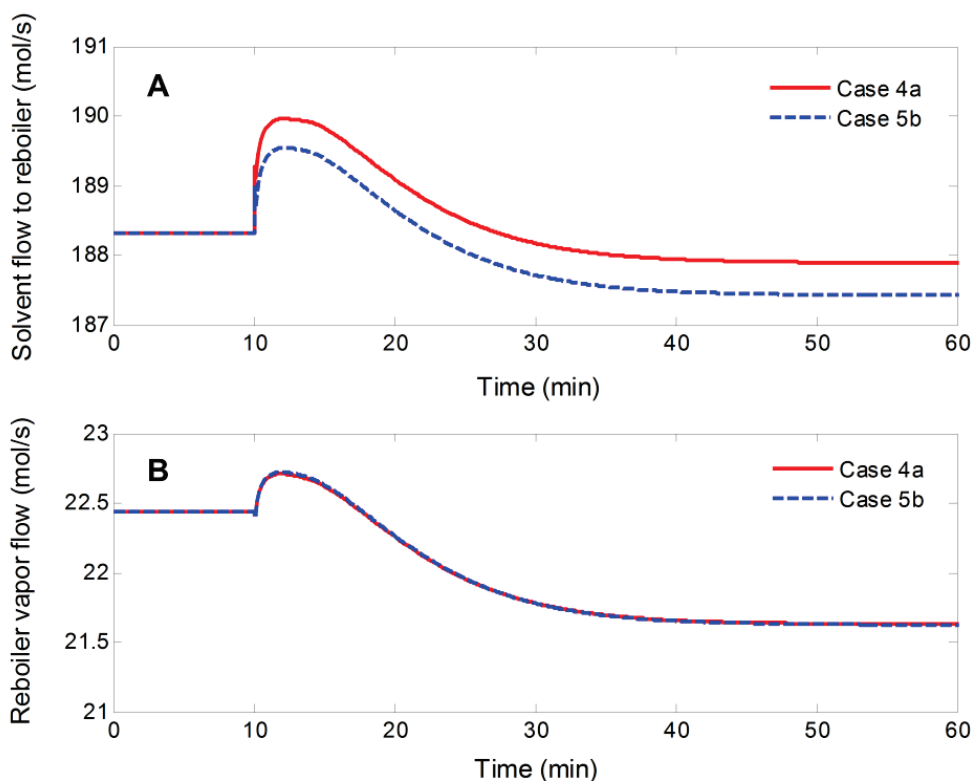 Solvent flow to reboiler (mol/s)
191
190
189
188
187
A
Case 4a
Case 5b
0 10 20 30 40 50 60
Time (min)
Reboiler vapor flow (mol/s)
23
22.5
22
21.5
21
B
Case 4a
Case 5b
0 10 20 30 40 50 60
Time (min)